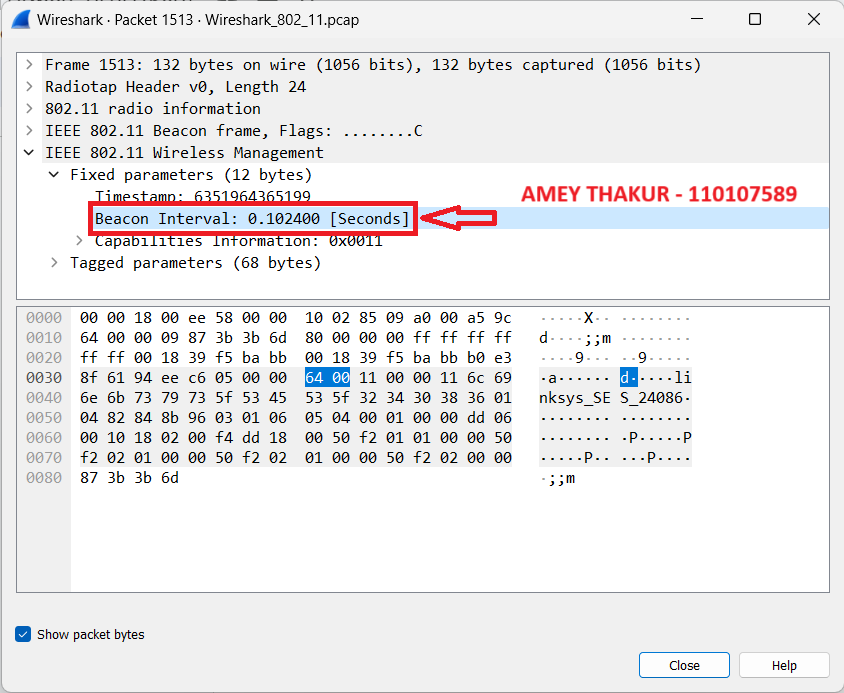 Wireshark · Packet 1513 · Wireshark_802_11.pcap
Frame 1513: 132 bytes on wire (1056 bits), 132 bytes captured (1056 bits)
Radiotap Header v0, Length 24
802.11 radio information
IEEE 802.11 Beacon frame, Flags: ........C
IEEE 802.11 Wireless Management
Fixed parameters (12 bytes)
Timestamp: 6351964365199
AMEY THAKUR - 110107589
Beacon Interval: 0.102400 [Seconds]
Capabilities Information: 0x0011
Tagged parameters (68 bytes)
0000 00 00 18 00 ee 58 00 00 10 02 85 09 a0 00 a5 9c ·····X·· ········
0010 64 00 00 09 87 3b 3b 6d 80 00 00 00 ff ff ff ff d····;;m ········
0020 ff ff 00 18 39 f5 ba bb 00 18 39 f5 ba bb b0 e3 ····9··· ··9·····
0030 8f 61 94 ee c6 05 00 00 64 00 11 00 00 11 6c 69 ·a······ d·····li
0040 6e 6b 73 79 73 5f 53 45 53 5f 32 34 30 38 36 01 nksys_SE S_24086·
0050 04 82 84 8b 96 03 01 06 05 04 00 01 00 00 dd 06 ········ ········
0060 00 10 18 02 00 f4 dd 18 00 50 f2 01 01 00 00 50 ········ ·P·····P
0070 f2 02 01 00 00 50 f2 02 01 00 00 50 f2 02 00 00 ·····P·· ···P····
0080 87 3b 3b 6d ·;;m
Show packet bytes
Close
Help